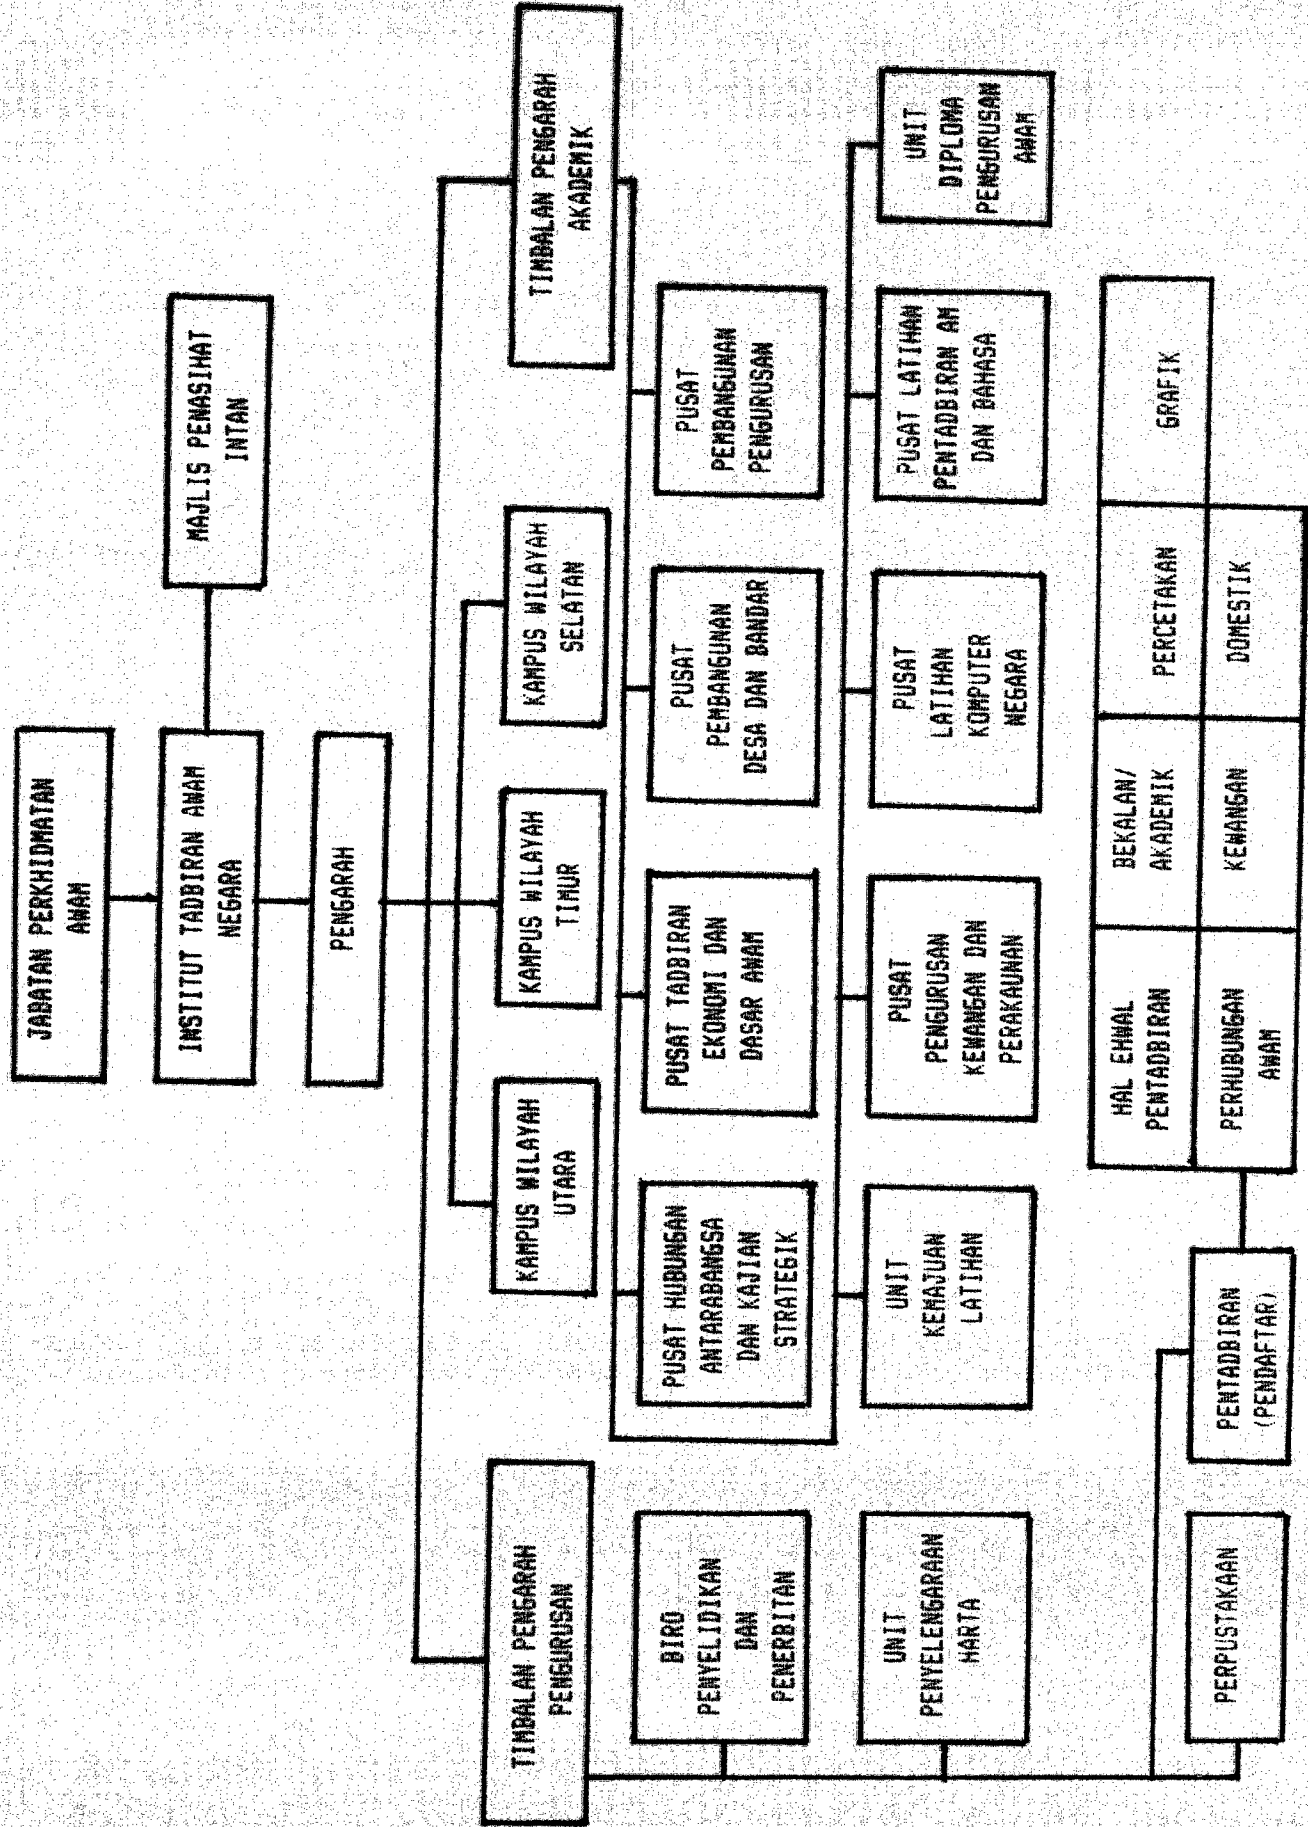 JABATAN PERKHIDMATAN
AWAM
INSTITUT TADBIRAN AWAM
NEGARA
MAJLIS PENASIHAT
INTAN
PENGARAH
TIMBALAN PENGARAH
PENGURUSAN
KAMPUS WILAYAH
UTARA
KAMPUS WILAYAH
TIMUR
KAMPUS WILAYAH
SELATAN
TIMBALAN PENGARAH
AKADEMIK
BIRO
PENYELIDIKAN
DAN
PENERBITAN
PUSAT HUBUNGAN
ANTARABANGSA
DAN KAJIAN
STRATEGIK
PUSAT TADBIRAN
EKONOMI DAN
DASAR AWAM
PUSAT
PEMBANGUNAN
DESA DAN BANDAR
PUSAT
PEMBANGUNAN
PENGURUSAN
UNIT
PENYELENGARAAN
HARTA
UNIT
KEMAJUAN
LATIHAN
PUSAT
PENGURUSAN
KEWANGAN DAN
PERAKAUNAN
PUSAT
LATIHAN
KOMPUTER
NEGARA
PUSAT LATIHAN
PENTADBIRAN AM
DAN BAHASA
UNIT
DIPLOMA
PENGURUSAN
AWAM
PERPUSTAKAAN
PENTADBIRAN
(PENDAFTAR)
HAL EHWAL
PENTADBIRAN
BEKALAN/
AKADEMIK
PERCETAKAN
GRAFIK
PERHUBUNGAN
AWAM
KEWANGAN
DOMESTIK